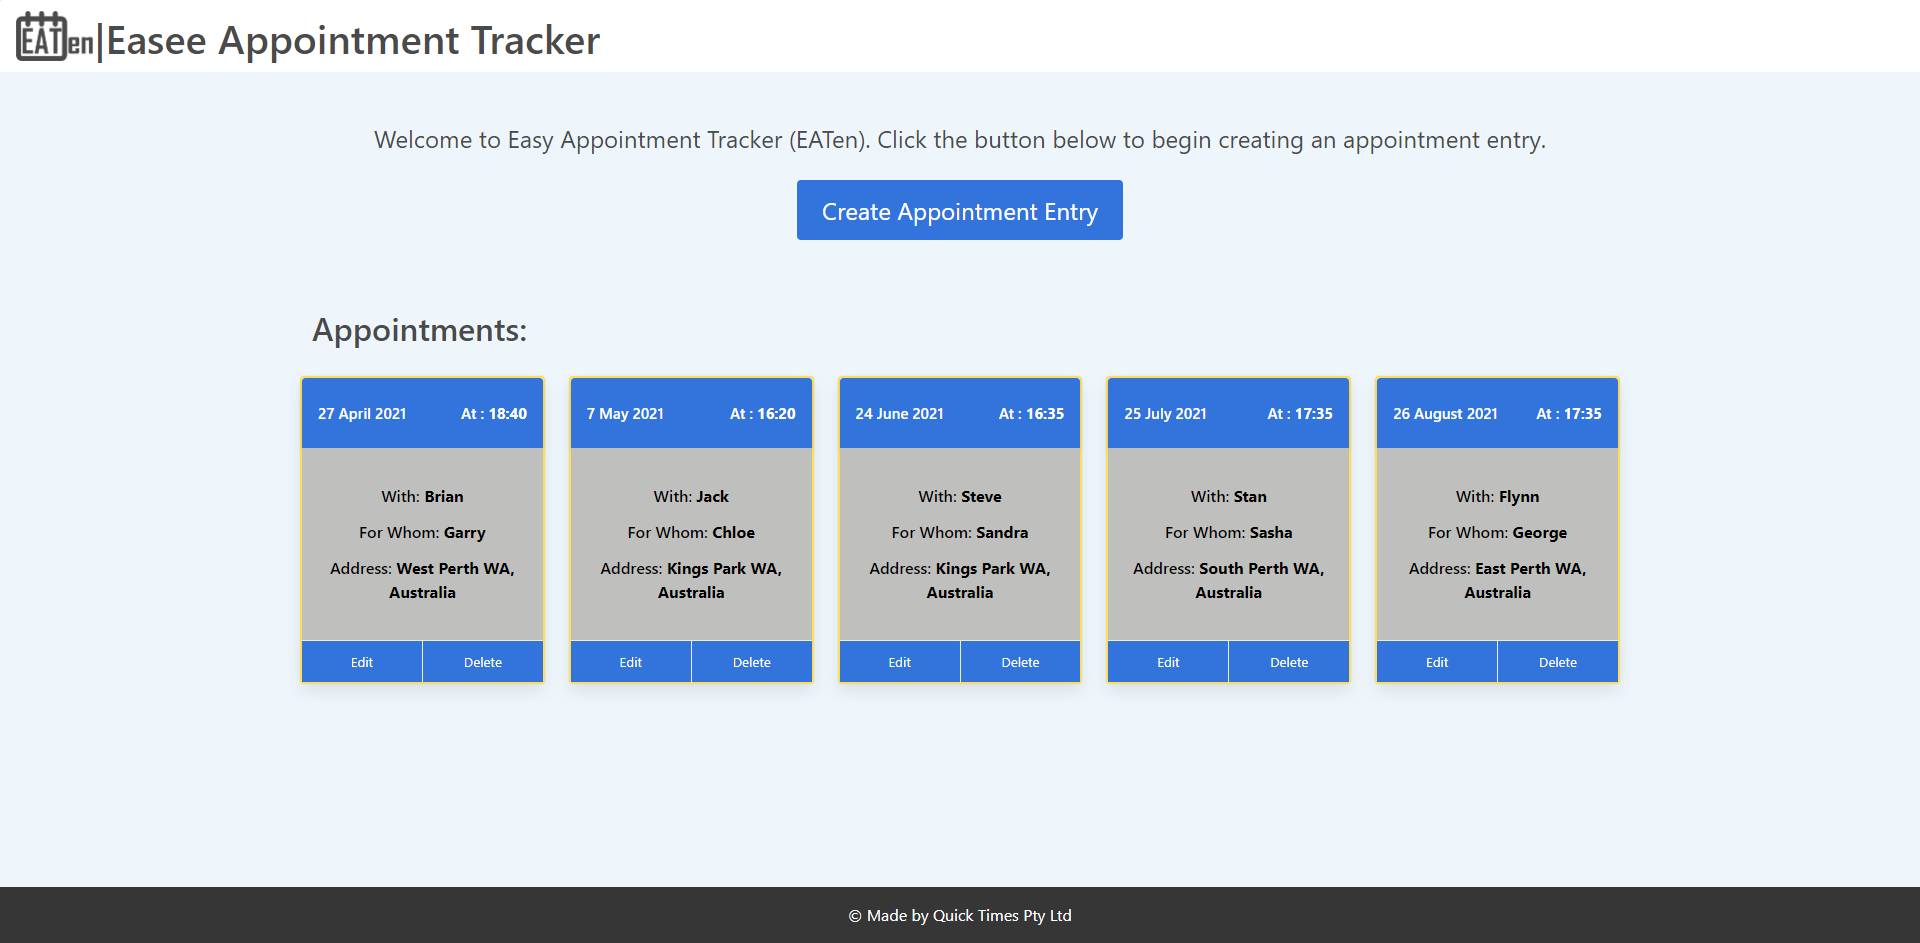 EATen|Easee Appointment Tracker
Welcome to Easy Appointment Tracker (EATen). Click the button below to begin creating an appointment entry.
Create Appointment Entry
Appointments:
27 April 2021 At : 18:40
With: Brian
For Whom: Garry
Address: West Perth WA,
Australia
Edit Delete
7 May 2021 At : 16:20
With: Jack
For Whom: Chloe
Address: Kings Park WA,
Australia
Edit Delete
24 June 2021 At : 16:35
With: Steve
For Whom: Sandra
Address: Kings Park WA,
Australia
Edit Delete
25 July 2021 At : 17:35
With: Stan
For Whom: Sasha
Address: South Perth WA,
Australia
Edit Delete
26 August 2021 At : 17:35
With: Flynn
For Whom: George
Address: East Perth WA,
Australia
Edit Delete
© Made by Quick Times Pty Ltd